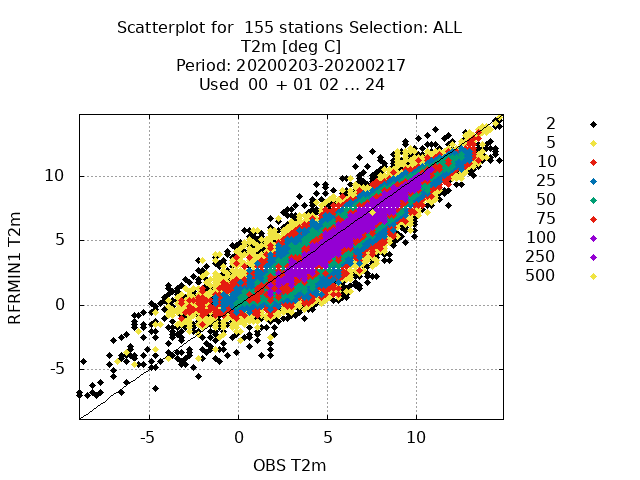 Scatterplot for  155 stations Selection: ALL
T2m [deg C]
Period: 20200203-20200217
Used  00 + 01 02 ... 24
2
5
10
25
50
75
100
250
500
10
5
0
-5
RFRMIN1 T2m
-5
0
5
10
OBS T2m